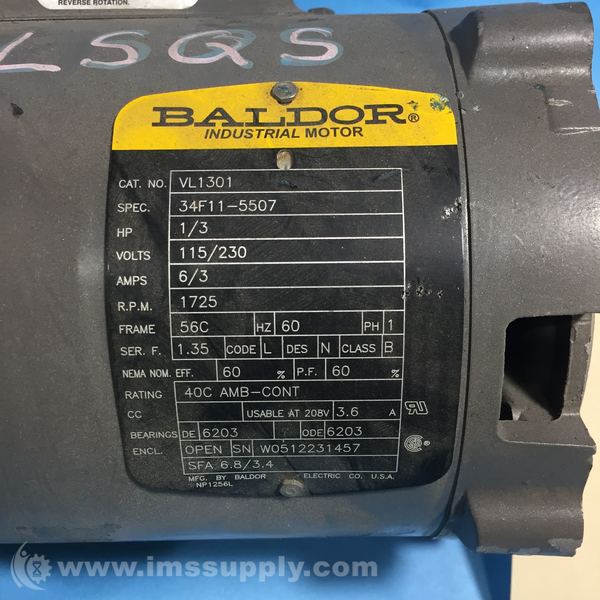 REVERSE ROTATION.
LSQS
BALDOR®
INDUSTRIAL MOTOR
CAT. NO. VL1301
SPEC. 34F11-5507
HP 1/3
VOLTS 115/230
AMPS 6/3
R.P.M. 1725
FRAME 56C HZ 60 PH 1
SER. F. 1.35 CODE L DES N CLASS B
NEMA NOM. EFF. 60 % P.F. 60 %
RATING 40C AMB-CONT
CC USABLE AT 208V 3.6 A
BEARINGS DE 6203 ODE 6203
ENCL. OPEN SN W0512231457
SFA 6.8/3.4
MFG. BY BALDOR ELECTRIC CO. U.S.A.
NP1256L
© www.imssupply.com